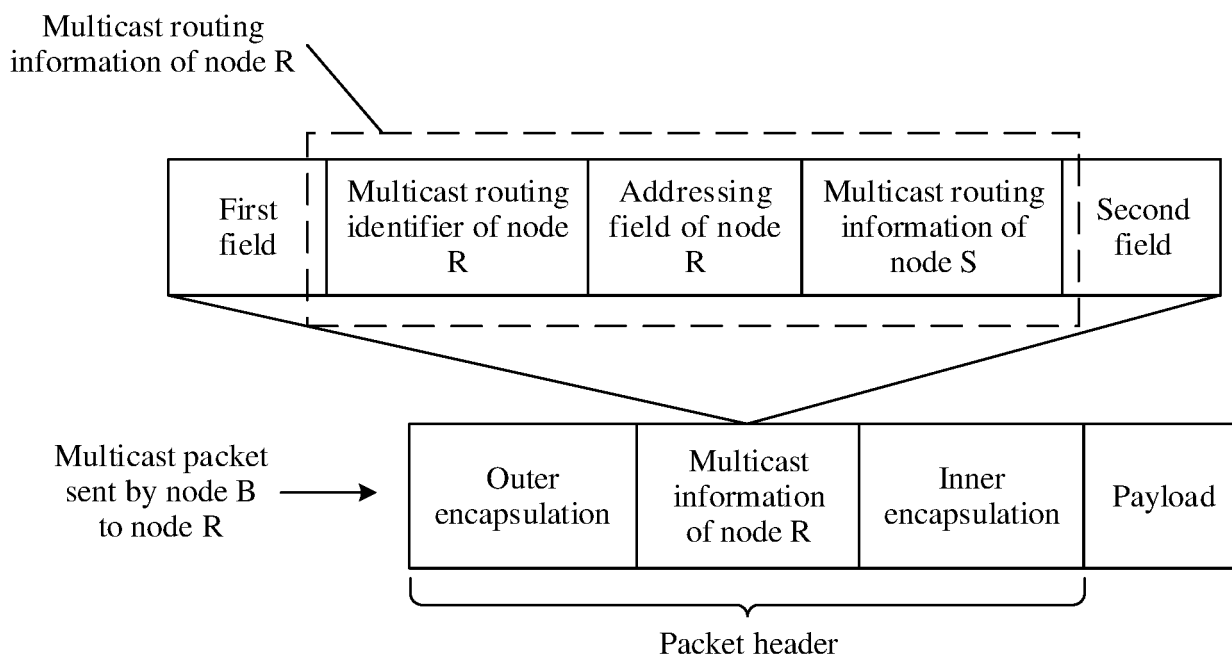 Multicast routing
information of node R
First
field
Multicast routing
identifier of node
R
Addressing
field of node
R
Multicast routing
information of
node S
Second
field
Multicast packet
sent by node B
to node R
Outer
encapsulation
Multicast
information
of node R
Inner
encapsulation
Payload
Packet header